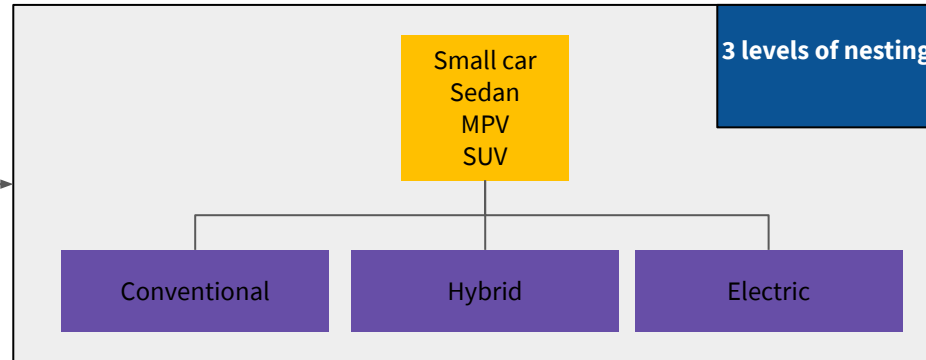 3 levels of nesting
Small car
Sedan
MPV
SUV
Conventional
Hybrid
Electric